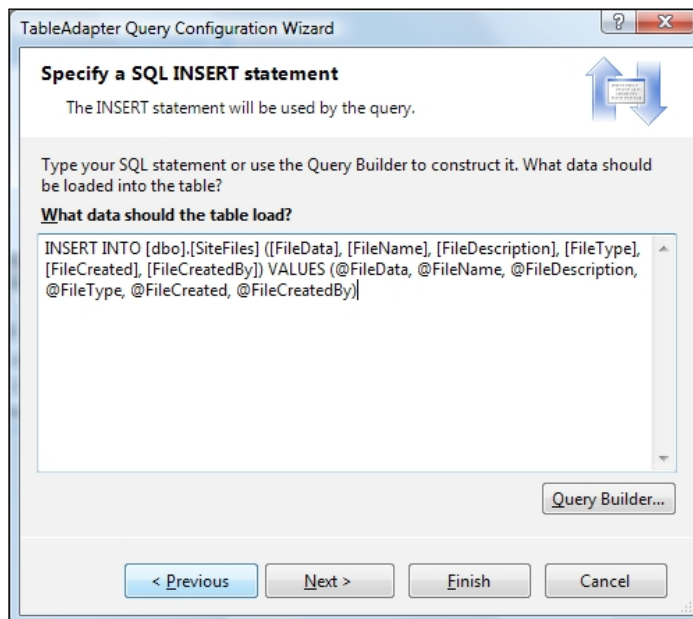 TableAdapter Query Configuration Wizard
?
X
Specify a SQL INSERT statement
The INSERT statement will be used by the query.
Type your SQL statement or use the Query Builder to construct it. What data should
be loaded into the table?
What data should the table load?
INSERT INTO [dbo].[SiteFiles] ([FileData], [FileName], [FileDescription], [FileType],
[FileCreated], [FileCreatedBy]) VALUES (@FileData, @FileName, @FileDescription,
@FileType, @FileCreated, @FileCreatedBy)
Query Builder...
< Previous
Next >
Finish
Cancel